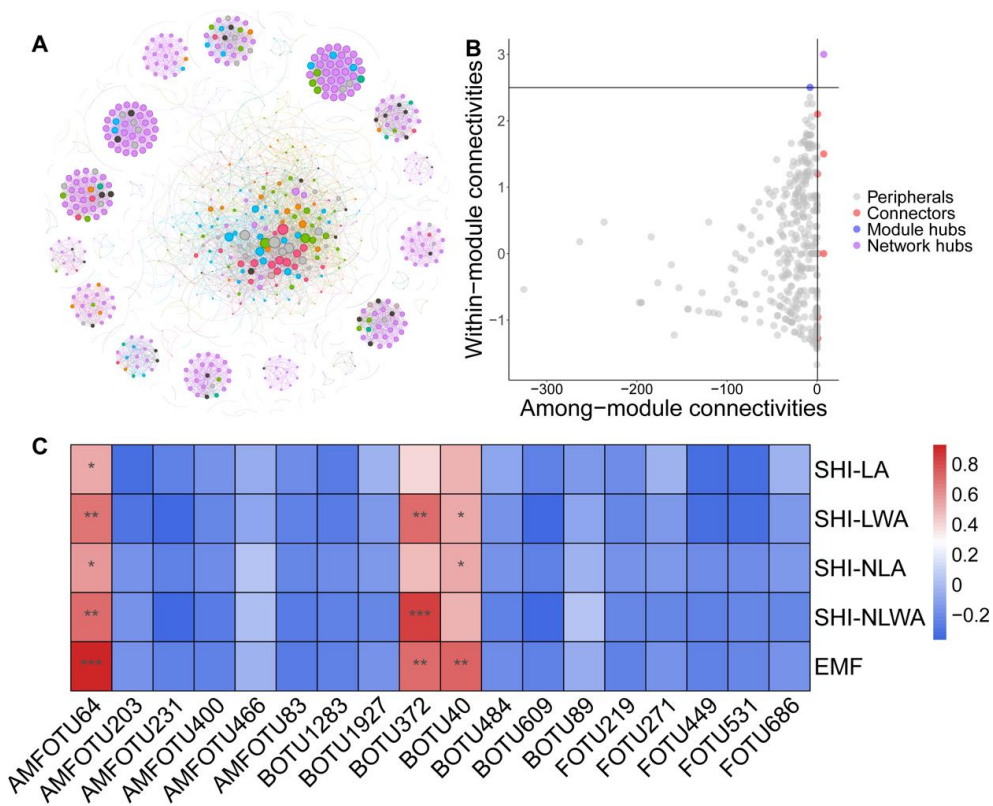 A
B
Within−module connectivities
3
2
1
0
−1
−300
−200
−100
0
Among−module connectivities
Peripherals
Connectors
Module hubs
Network hubs
C
* SHI-LA
** ** * SHI-LWA
* * SHI-NLA
** *** SHI-NLWA
*** ** ** EMF
0.8
0.6
0.4
0.2
0
−0.2
AMFOTU64
AMFOTU203
AMFOTU231
AMFOTU400
AMFOTU466
AMFOTU83
BOTU1283
BOTU1927
BOTU372
BOTU40
BOTU484
BOTU609
BOTU89
FOTU219
FOTU271
FOTU449
FOTU531
FOTU686